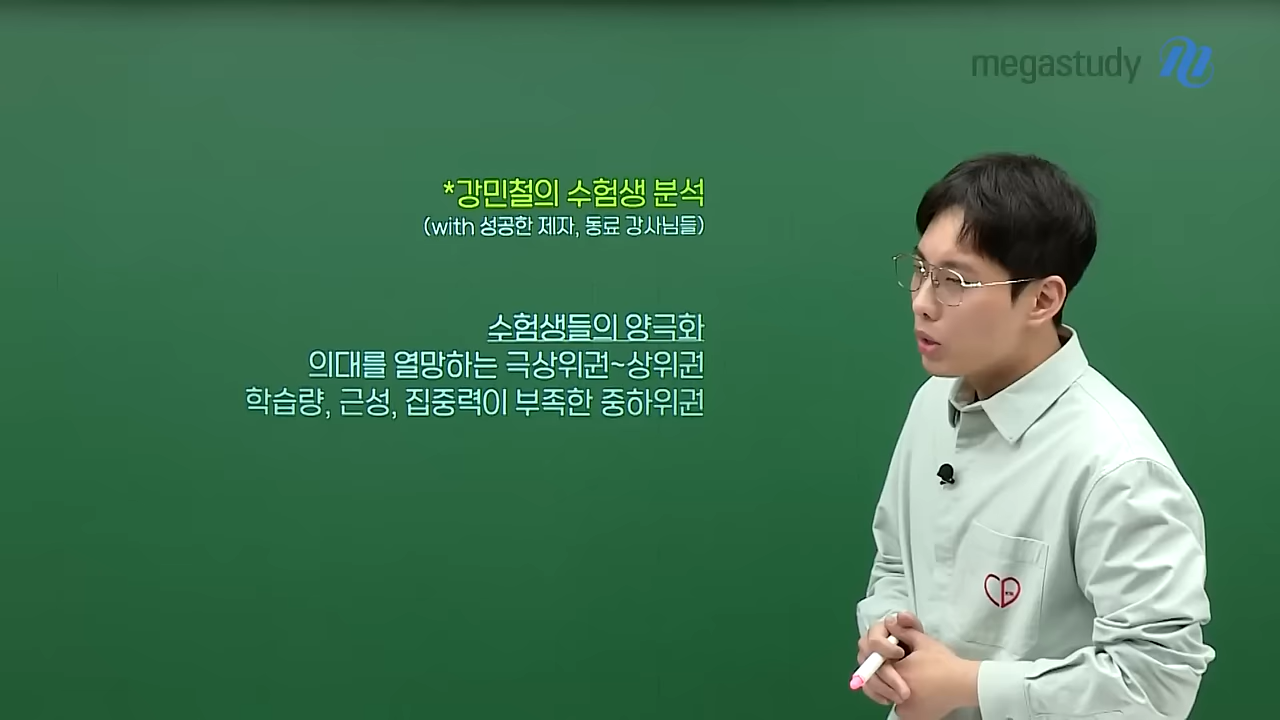 megastudy
*강민철의 수험생 분석
(with 성공한 제자, 동료 강사님들)
수험생들의 양극화
의대를 열망하는 극상위권~상위권
학습량, 근성, 집중력이 부족한 중하위권